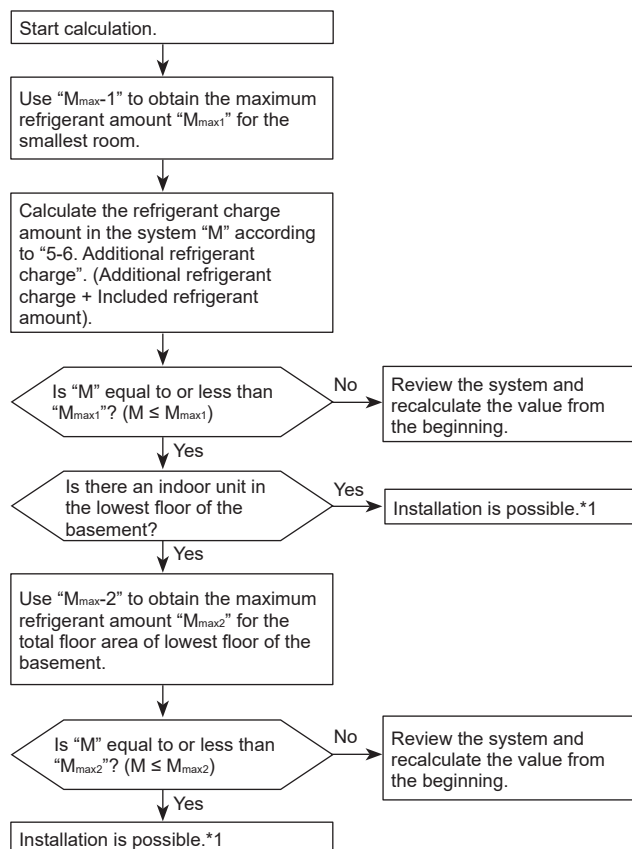 Start calculation.
Use “Mmax-1” to obtain the maximum
refrigerant amount “Mmax1” for the
smallest room.
Calculate the refrigerant charge
amount in the system “M” according
to “5-6. Additional refrigerant
charge”. (Additional refrigerant
charge + Included refrigerant
amount).
Is “M” equal to or less than
“Mmax1”? (M ≤ Mmax1)
No
Review the system and
recalculate the value from
the beginning.
Yes
Is there an indoor unit in
the lowest floor of the
basement?
Yes
Installation is possible.*1
Yes
Use “Mmax-2” to obtain the maximum
refrigerant amount “Mmax2” for the
total floor area of lowest floor of the
basement.
Is “M” equal to or less than
“Mmax2”? (M ≤ Mmax2)
No
Review the system and
recalculate the value from
the beginning.
Yes
Installation is possible.*1